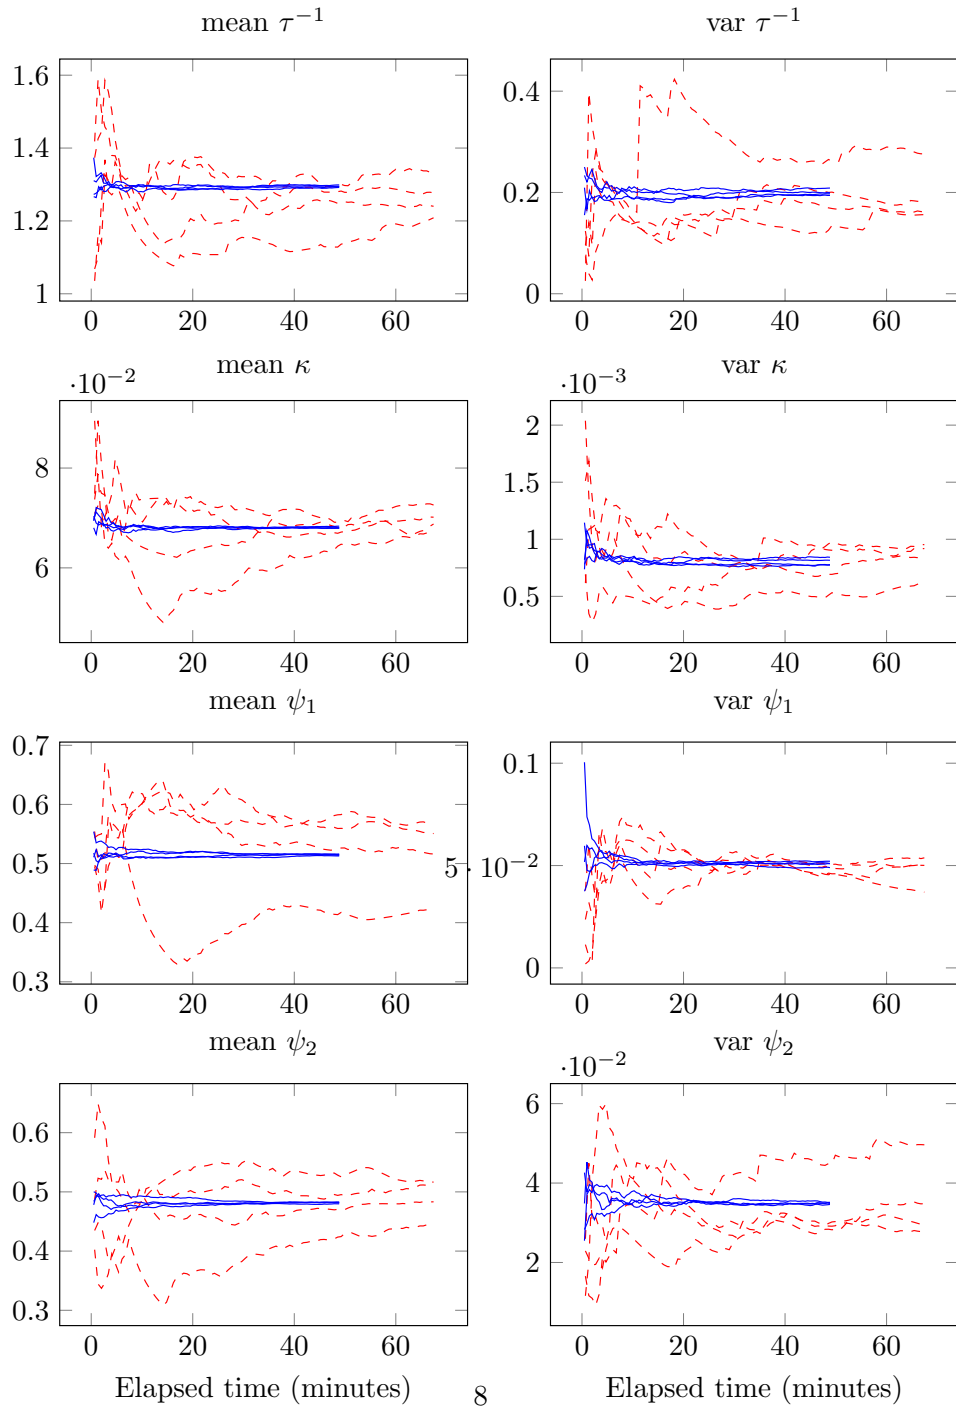 mean τ⁻¹ var τ⁻¹
1.6
1.4
1.2
1
0.4
0.2
0
0 20 40 60
0 20 40 60
mean κ var κ
·10⁻² ·10⁻³
8
6
2
1.5
1
0.5
0 20 40 60
0 20 40 60
mean ψ₁ var ψ₁
0.7
0.6
0.5
0.4
0.3
0.1
5 · 10⁻²
0
0 20 40 60
0 20 40 60
mean ψ₂ var ψ₂
·10⁻²
0.6
0.5
0.4
0.3
6
4
2
0 20 40 60
0 20 40 60
Elapsed time (minutes) Elapsed time (minutes)
8